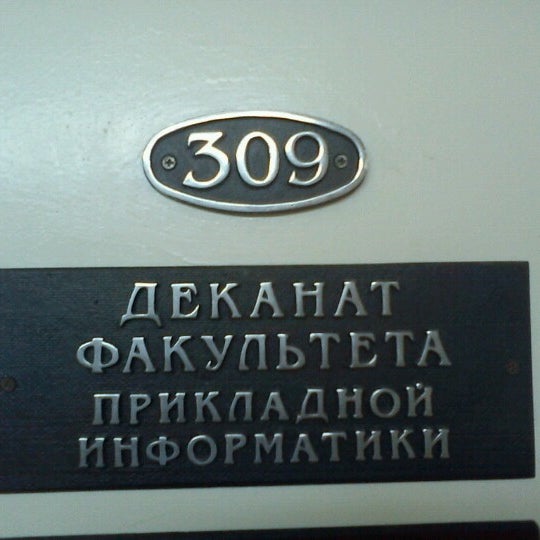 309
ДЕКАНАТ
ФАКУЛЬТЕТА
ПРИКЛАДНОЙ
ИНФОРМАТИКИ